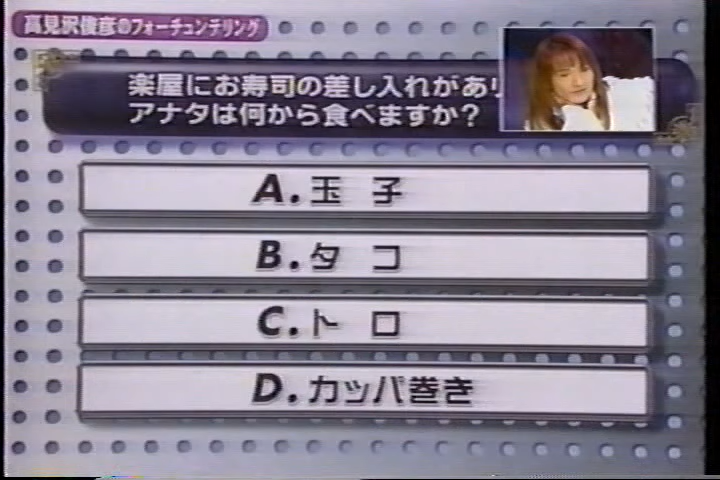 高見沢俊彦のフォーチュンテリング
楽屋にお寿司の差し入れがあり
アナタは何から食べますか?
A.玉 子
B.タ コ
C.ト ロ
D.カッパ巻き